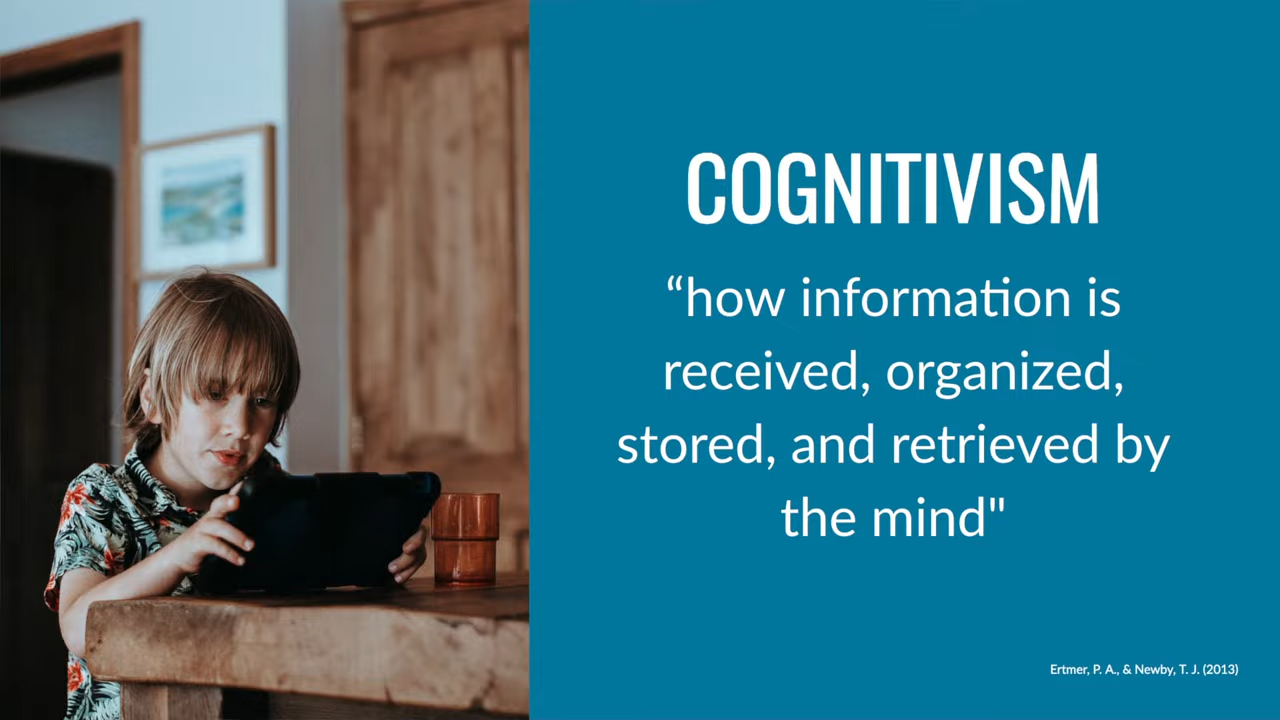 COGNITIVISM
“how information is
received, organized,
stored, and retrieved by
the mind"
Ertmer, P. A., & Newby, T. J. (2013)